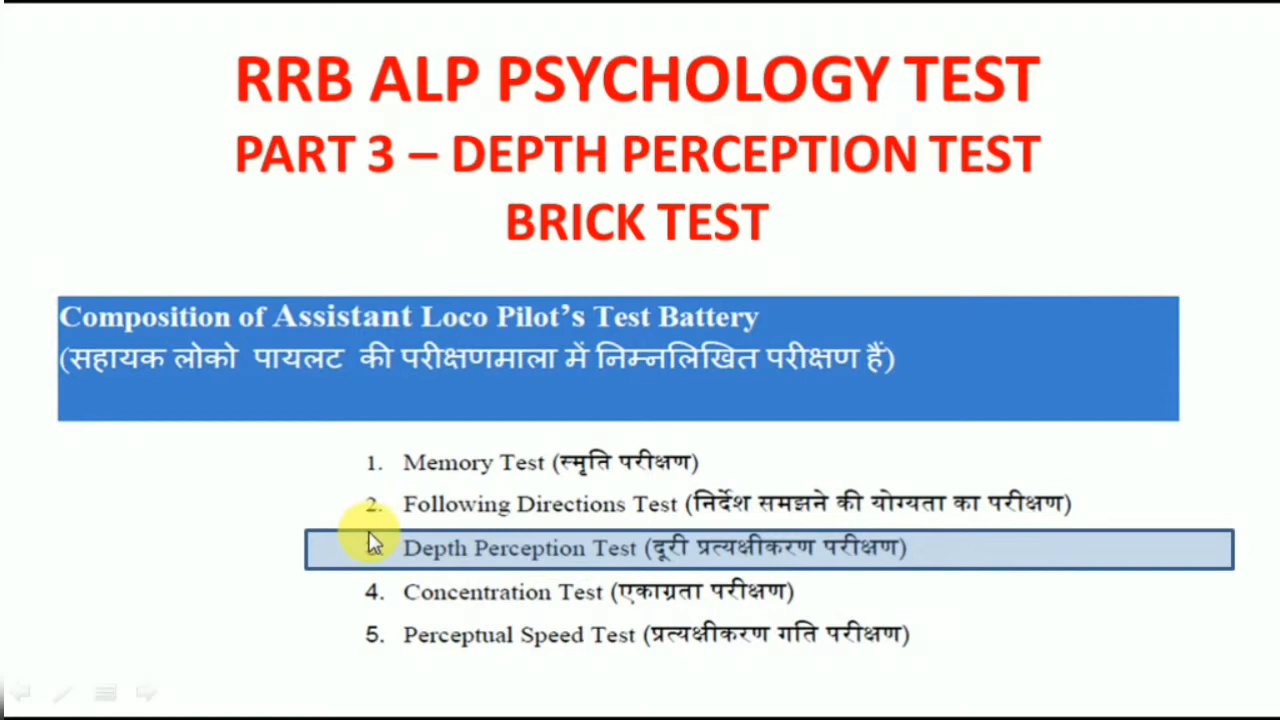 RRB ALP PSYCHOLOGY TEST
PART 3 – DEPTH PERCEPTION TEST
BRICK TEST
Composition of Assistant Loco Pilot’s Test Battery
(सहायक लोको पायलट की परीक्षणमाला में निम्नलिखित परीक्षण हैं)
1. Memory Test (स्मृति परीक्षण)
2. Following Directions Test (निर्देश समझने की योग्यता का परीक्षण)
Depth Perception Test (दूरी प्रत्यक्षीकरण परीक्षण)
4. Concentration Test (एकाग्रता परीक्षण)
5. Perceptual Speed Test (प्रत्यक्षीकरण गति परीक्षण)